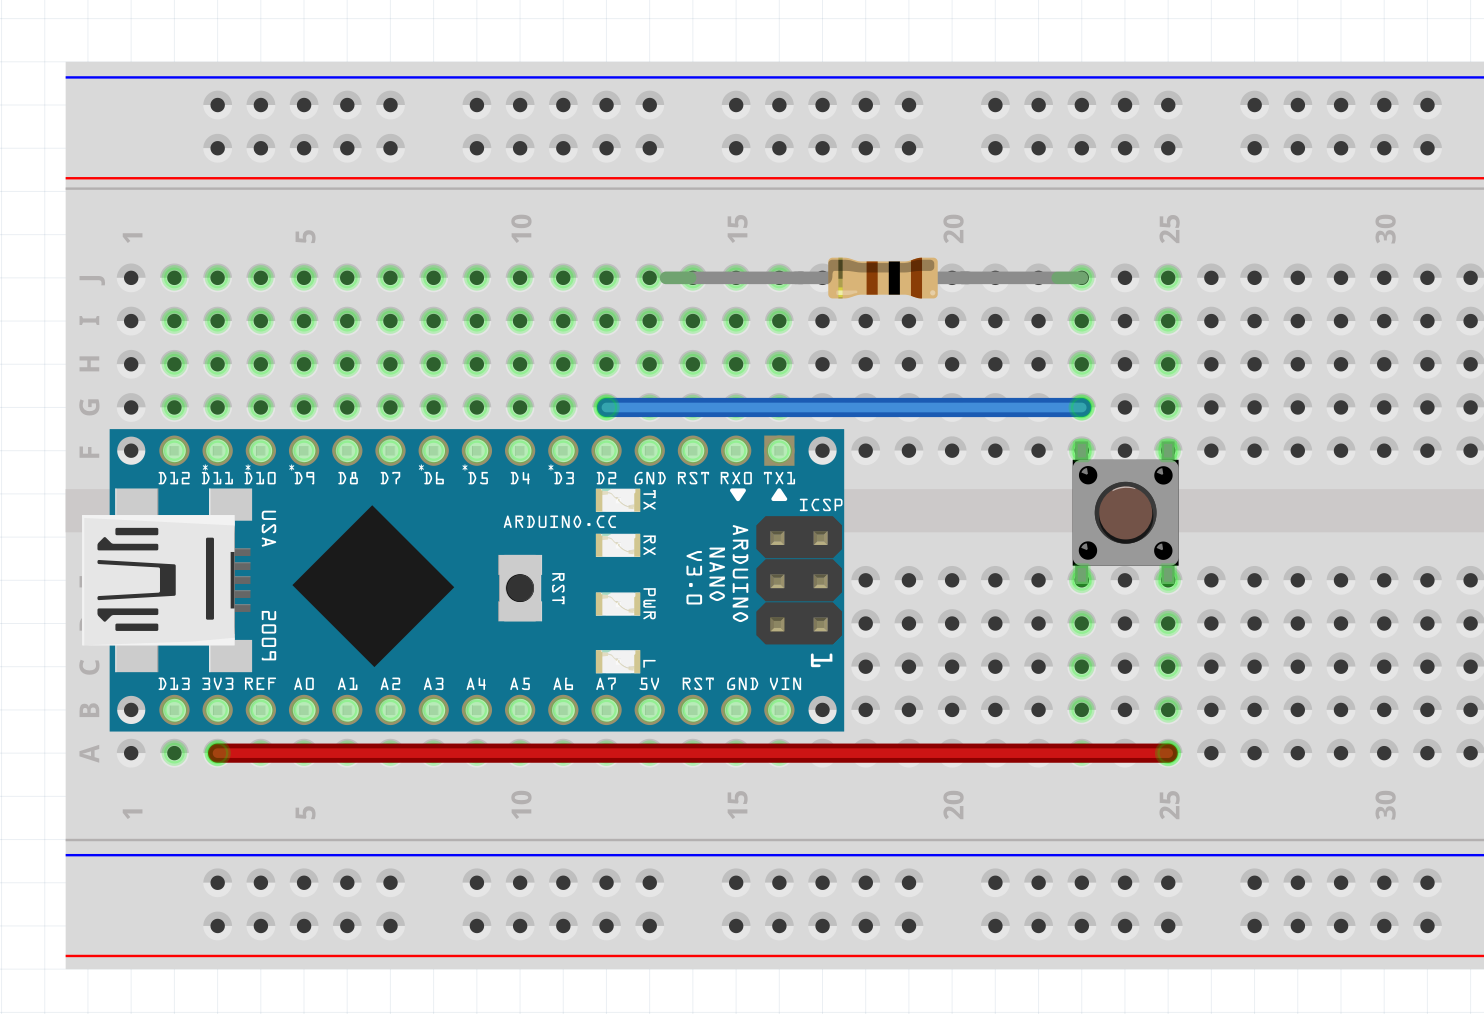 1 5 10 15 20 25 30
J
I
H
G
F
D12 *D11 *D10 *D9 D8 D7 *D6 *D5 D4 *D3 D2 GND RST RX0 TX1
TX
ICSP
USA
ARDUINO.CC
RX
ARDUINO
NANO
V3.0
RST
PWR
2009
L
1
C
D13 3V3 REF A0 A1 A2 A3 A4 A5 A6 A7 5V RST GND VIN
B
A
1 5 10 15 20 25 30